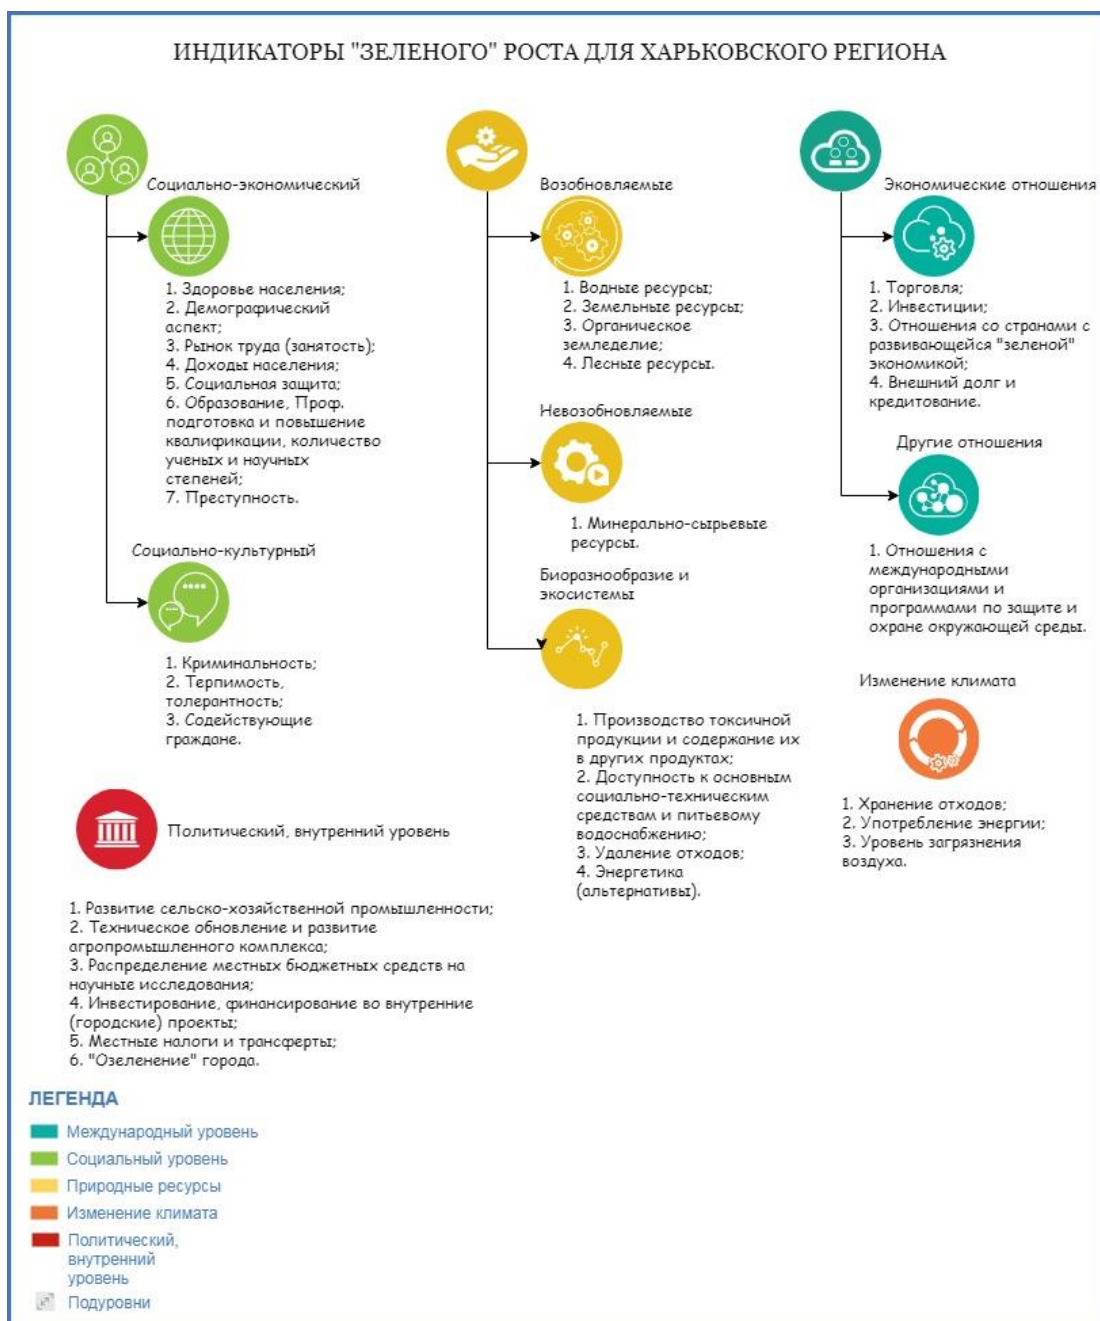 ИНДИКАТОРЫ "ЗЕЛЕНОГО" РОСТА ДЛЯ ХАРЬКОВСКОГО РЕГИОНА
Социально-экономический
1. Здоровье населения;
2. Демографический
аспект;
3. Рынок труда (занятость);
4. Доходы населения;
5. Социальная защита;
6. Образование, Проф.
подготовка и повышение
квалификации, количество
ученых и научных
степеней;
7. Преступность.
Социально-культурный
1. Криминальность;
2. Терпимость,
толерантность;
3. Содействующие
граждане.
Возобновляемые
1. Водные ресурсы;
2. Земельные ресурсы;
3. Органическое
земледелие;
4. Лесные ресурсы.
Невозобновляемые
1. Минерально-сырьевые
ресурсы.
Биоразнообразие и
экосистемы
1. Производство токсичной
продукции и содержание их
в других продуктах;
2. Доступность к основным
социально-техническим
средствам и питьевому
водоснабжению;
3. Удаление отходов;
4. Энергетика
(альтернативы).
Экономические отношения
1. Торговля;
2. Инвестиции;
3. Отношения со странами с
развивающейся "зеленой"
экономикой;
4. Внешний долг и
кредитование.
Другие отношения
1. Отношения с
международными
организациями и
программами по защите и
охране окружающей среды.
Изменение климата
1. Хранение отходов;
2. Употребление энергии;
3. Уровень загрязнения
воздуха.
Политический, внутренний уровень
1. Развитие сельско-хозяйственной промышленности;
2. Техническое обновление и развитие
агропромышленного комплекса;
3. Распределение местных бюджетных средств на
научные исследования;
4. Инвестирование, финансирование во внутренние
(городские) проекты;
5. Местные налоги и трансферты;
6. "Озеленение" города.
ЛЕГЕНДА
Международный уровень
Социальный уровень
Природные ресурсы
Изменение климата
Политический,
внутренний
уровень
Подуровни